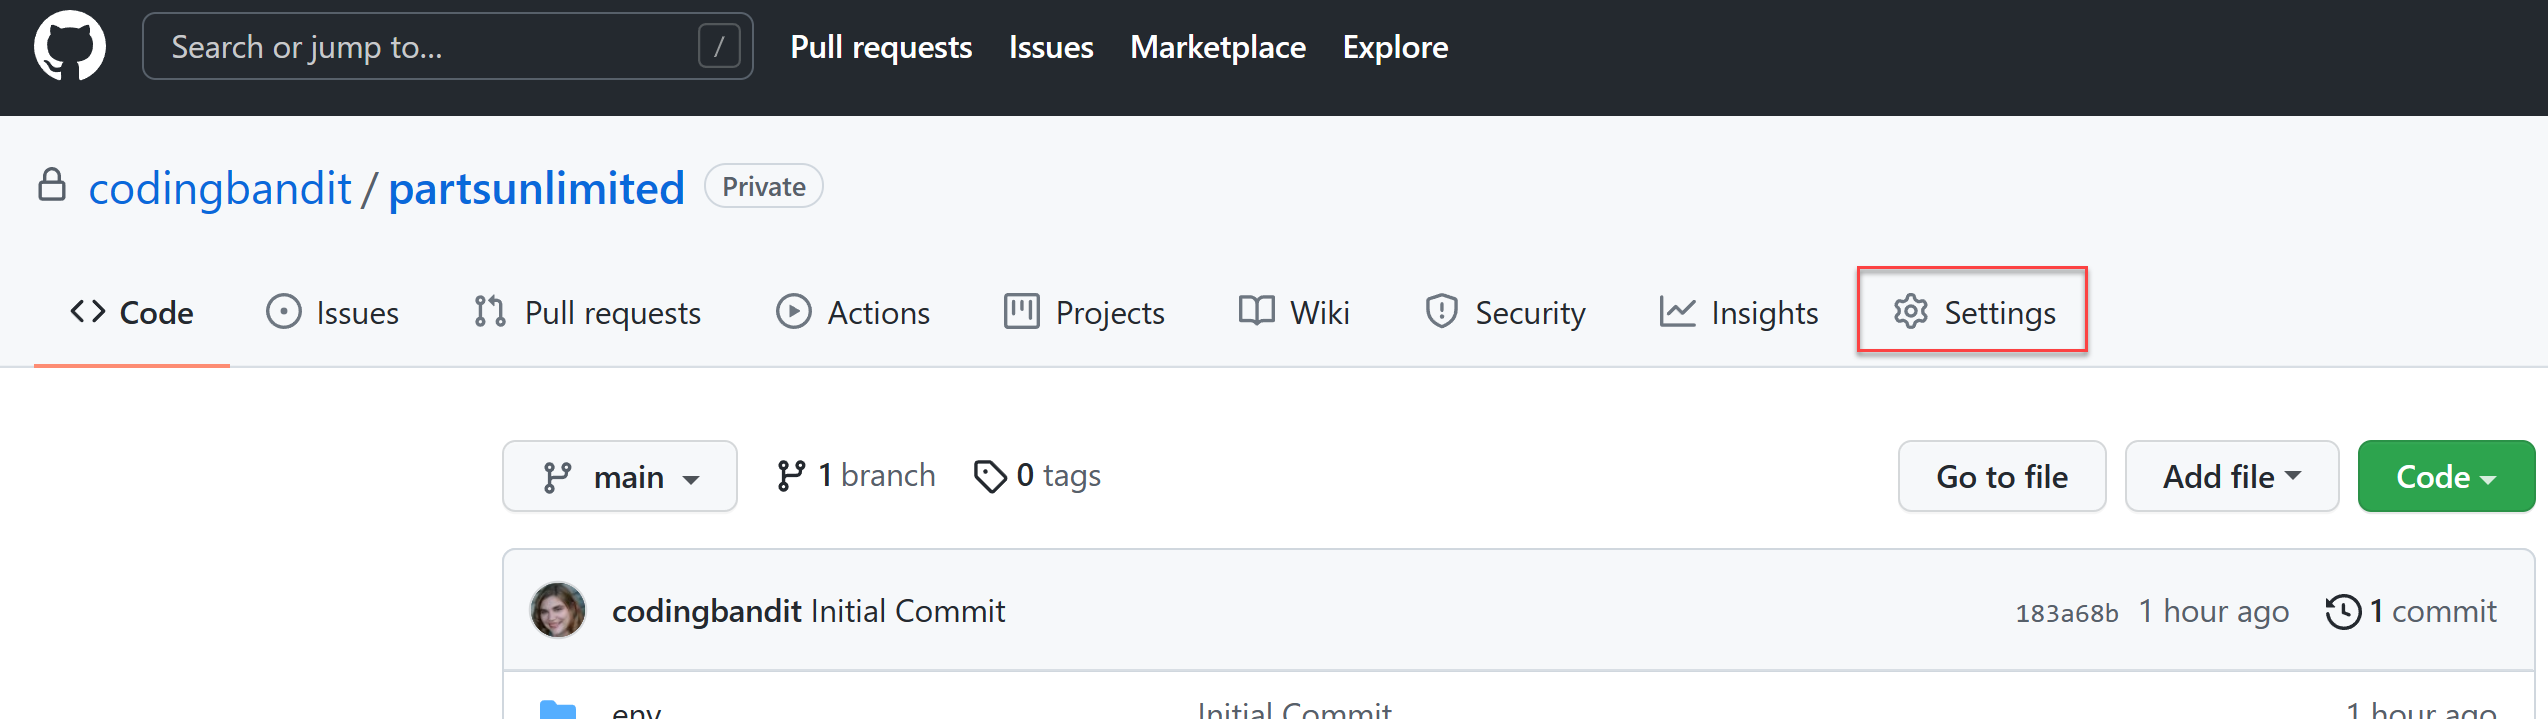 Search or jump to... / Pull requests Issues Marketplace Explore
codingbandit / partsunlimited Private
Code Issues Pull requests Actions Projects Wiki Security Insights Settings
main 1 branch 0 tags Go to file Add file Code
codingbandit Initial Commit 183a68b 1 hour ago 1 commit
env Initial Commit 1 hour ago